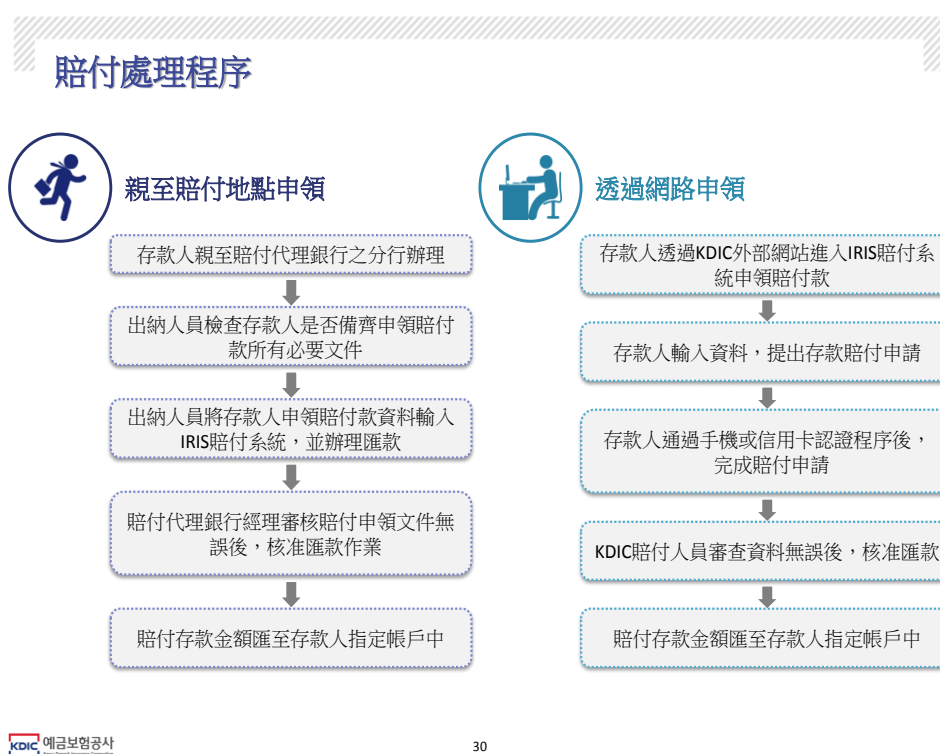 賠付處理程序
親至賠付地點申領
存款人親至賠付代理銀行之分行辦理
出納人員檢查存款人是否備齊申領賠付
款所有必要文件
出納人員將存款人申領賠付款資料輸入
IRIS賠付系統，並辦理匯款
賠付代理銀行經理審核賠付申領文件無
誤後，核准匯款作業
賠付存款金額匯至存款人指定帳戶中
透過網路申領
存款人透過KDIC外部網站進入IRIS賠付系
統申領賠付款
存款人輸入資料，提出存款賠付申請
存款人通過手機或信用卡認證程序後，
完成賠付申請
KDIC賠付人員審查資料無誤後，核准匯款
賠付存款金額匯至存款人指定帳戶中
KDIC 예금보험공사
30